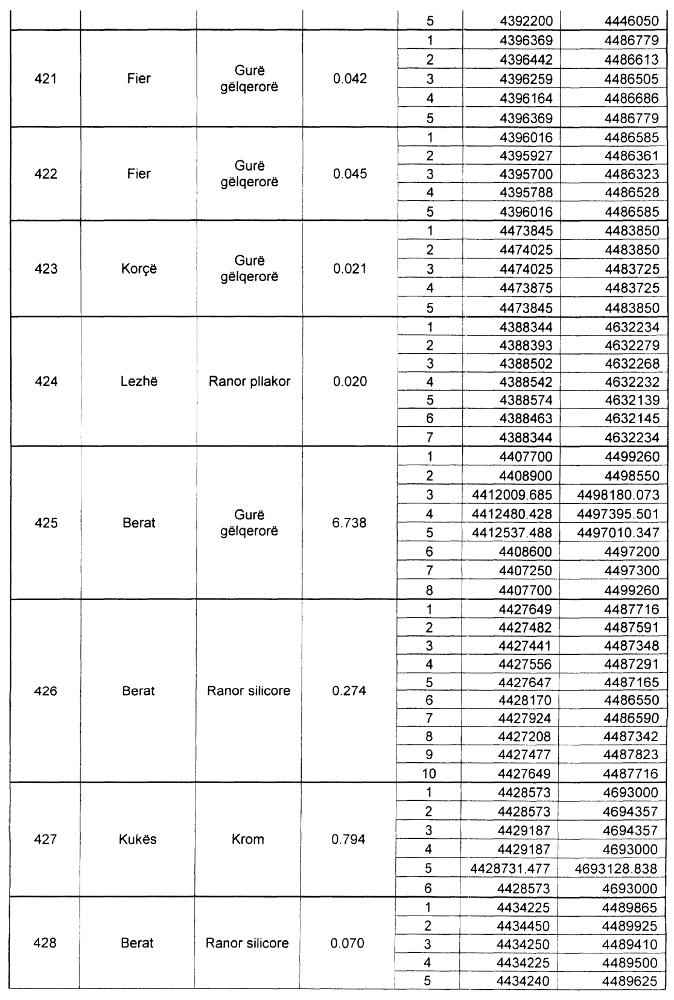 5 4392200 4446050
421 Fier Gurë gëlqerorë 0.042
1 4396369 4486779
2 4396442 4486613
3 4396259 4486505
4 4396164 4486686
5 4396369 4486779
422 Fier Gurë gëlqerorë 0.045
1 4396016 4486585
2 4395927 4486361
3 4395700 4486323
4 4395788 4486528
5 4396016 4486585
423 Korçë Gurë gëlqerorë 0.021
1 4473845 4483850
2 4474025 4483850
3 4474025 4483725
4 4473875 4483725
5 4473845 4483850
424 Lezhë Ranor pllakor 0.020
1 4388344 4632234
2 4388393 4632279
3 4388502 4632268
4 4388542 4632232
5 4388574 4632139
6 4388463 4632145
7 4388344 4632234
425 Berat Gurë gëlqerorë 6.738
1 4407700 4499260
2 4408900 4498550
3 4412009.685 4498180.073
4 4412480.428 4497395.501
5 4412537.488 4497010.347
6 4408600 4497200
7 4407250 4497300
8 4407700 4499260
426 Berat Ranor silicore 0.274
1 4427649 4487716
2 4427482 4487591
3 4427441 4487348
4 4427556 4487291
5 4427647 4487165
6 4428170 4486550
7 4427924 4486590
8 4427208 4487342
9 4427477 4487823
10 4427649 4487716
427 Kukës Krom 0.794
1 4428573 4693000
2 4428573 4694357
3 4429187 4694357
4 4429187 4693000
5 4428731.477 4693128.838
6 4428573 4693000
428 Berat Ranor silicore 0.070
1 4434225 4489865
2 4434450 4489925
3 4434250 4489410
4 4434225 4489500
5 4434240 4489625